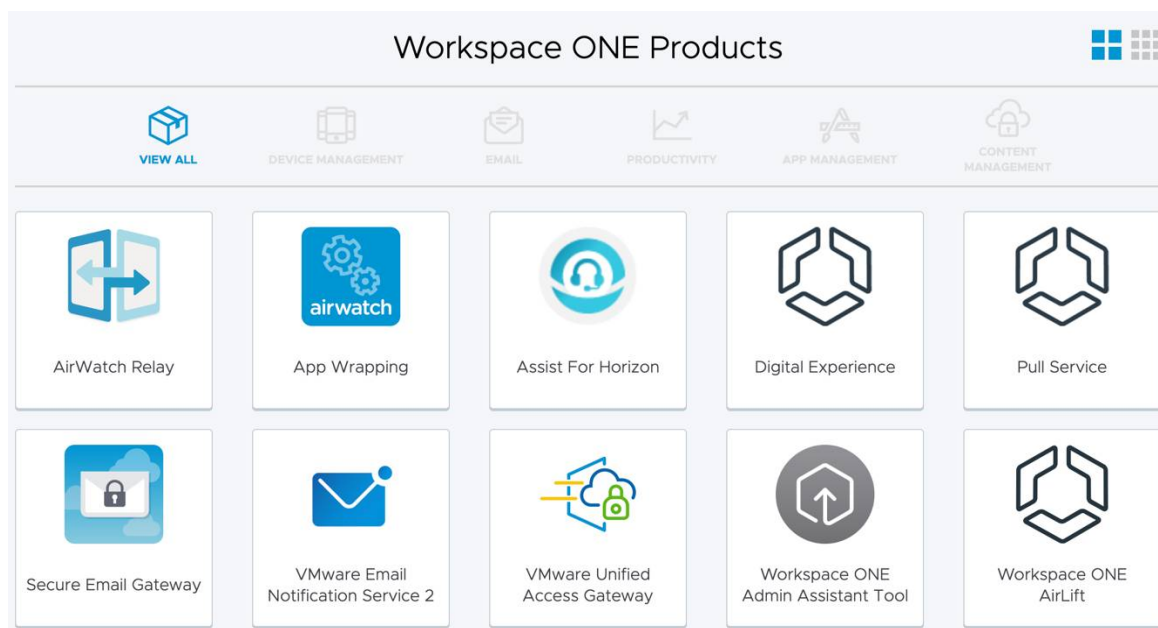 Workspace ONE Products
VIEW ALL
DEVICE MANAGEMENT
EMAIL
PRODUCTIVITY
APP MANAGEMENT
CONTENT
MANAGEMENT
airwatch
AirWatch Relay
App Wrapping
Assist For Horizon
Digital Experience
Pull Service
Secure Email Gateway
VMware Email
Notification Service 2
VMware Unified
Access Gateway
Workspace ONE
Admin Assistant Tool
Workspace ONE
AirLift